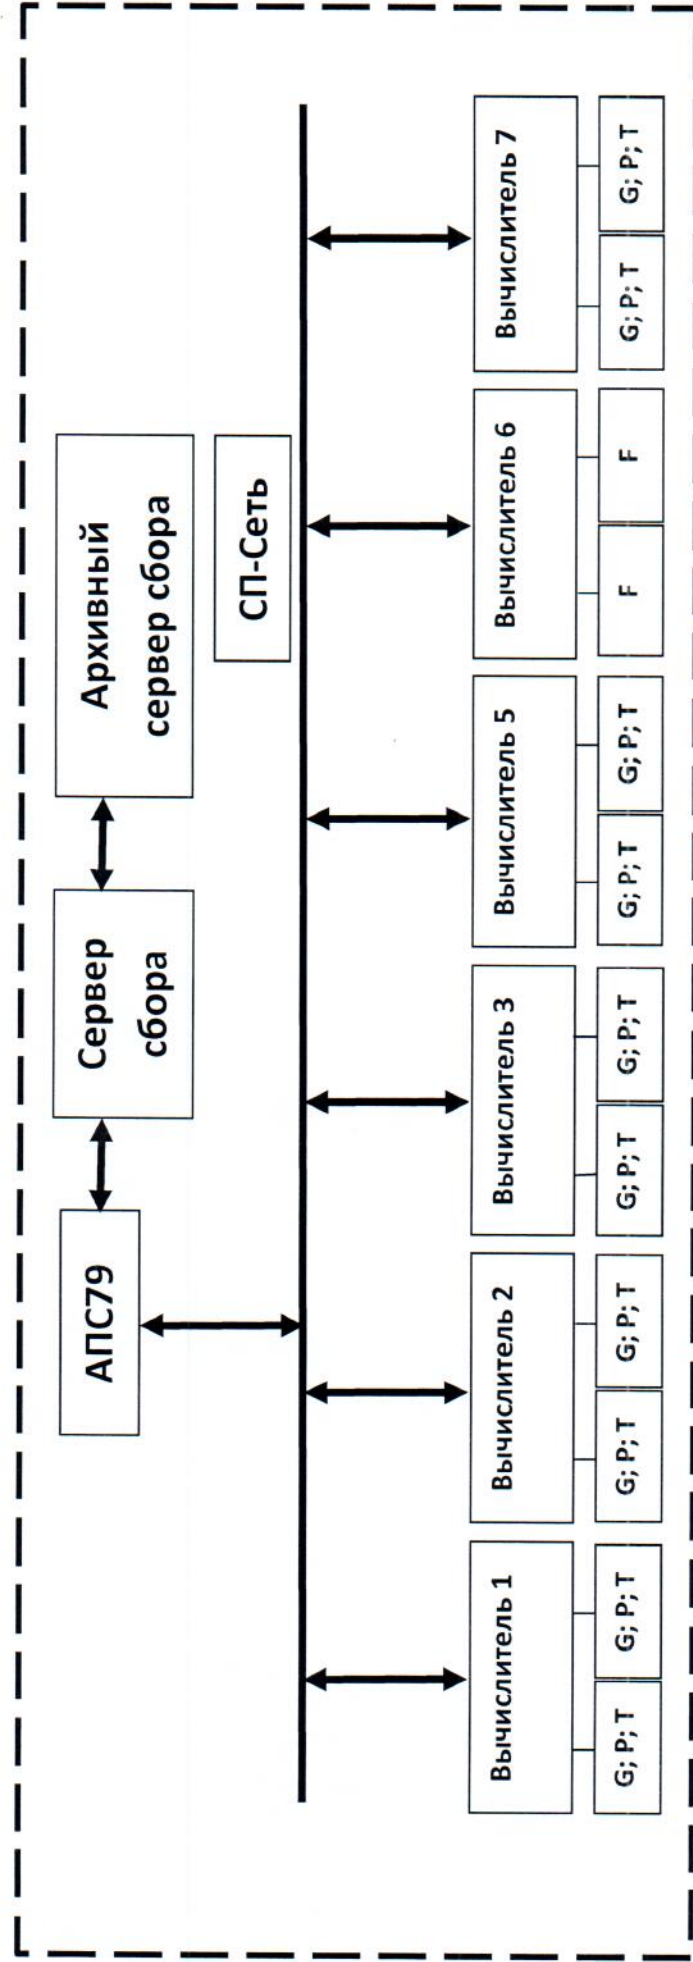 АПС79
Сервер
сбора
Архивный
сервер сбора
СП-Сеть
Вычислитель 1
Вычислитель 2
Вычислитель 3
Вычислитель 5
Вычислитель 6
Вычислитель 7
G; P; T
G; P; T
G; P; T
G; P; T
G; P; T
G; P; T
G; P; T
G; P; T
F
F
G; P; T
G; P; T